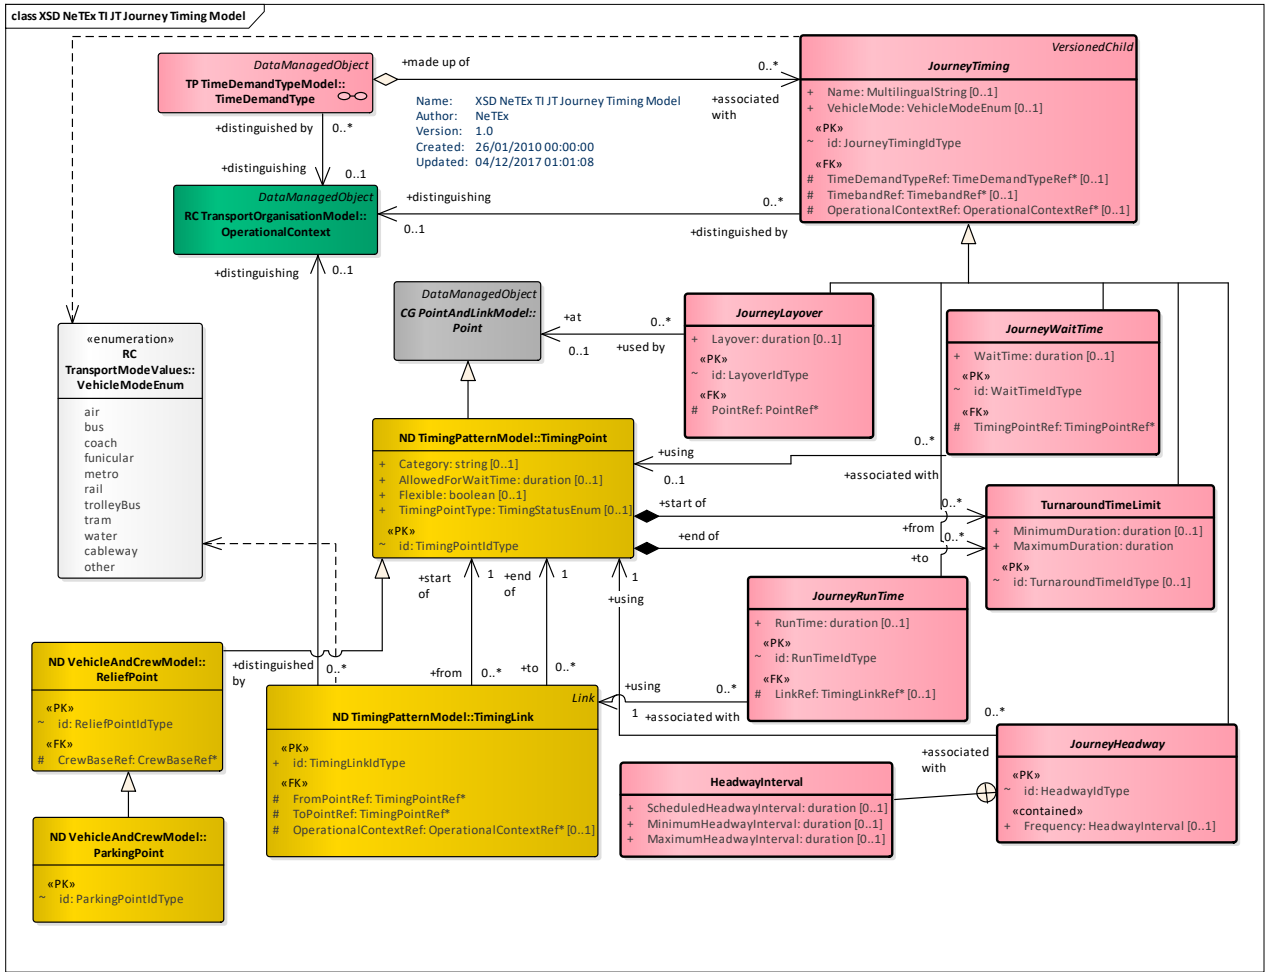 class XSD NeTEx TI JT Journey Timing Model
DataManagedObject
TP TimeDemandTypeModel::
TimeDemandType
+made up of
0..*
+associated
with
Name: XSD NeTEx TI JT Journey Timing Model
Author: NeTEx
Version: 1.0
Created: 26/01/2010 00:00:00
Updated: 04/12/2017 01:01:08
VersionedChild
JourneyTiming
+ Name: MultilingualString [0..1]
+ VehicleMode: VehicleModeEnum [0..1]
«PK»
~ id: JourneyTimingIdType
«FK»
# TimeDemandTypeRef: TimeDemandTypeRef* [0..1]
# TimebandRef: TimebandRef* [0..1]
# OperationalContextRef: OperationalContextRef* [0..1]
+distinguished by
0..*
+distinguishing
0..1
DataManagedObject
RC TransportOrganisationModel::
OperationalContext
+distinguishing
0..1
0..*
+distinguished by
+distinguishing
0..1
DataManagedObject
CG PointAndLinkModel::
Point
+at
0..1
0..*
+used by
JourneyLayover
+ Layover: duration [0..1]
«PK»
~ id: LayoverIdType
«FK»
# PointRef: PointRef*
JourneyWaitTime
+ WaitTime: duration [0..1]
«PK»
~ id: WaitTimeIdType
«FK»
# TimingPointRef: TimingPointRef*
«enumeration»
RC
TransportModeValues::
VehicleModeEnum
air
bus
coach
funicular
metro
rail
trolleyBus
tram
water
cableway
other
ND TimingPatternModel::TimingPoint
+ Category: string [0..1]
+ AllowedForWaitTime: duration [0..1]
+ Flexible: boolean [0..1]
+ TimingPointType: TimingStatusEnum [0..1]
«PK»
~ id: TimingPointIdType
+using
0..1
0..*
+associated with
+start of
0..*
+from
+end of
0..*
+to
TurnaroundTimeLimit
+ MinimumDuration: duration [0..1]
+ MaximumDuration: duration
«PK»
~ id: TurnaroundTimeIdType [0..1]
+start
of
1
+end
of
1
1
+using
JourneyRunTime
+ RunTime: duration [0..1]
«PK»
~ id: RunTimeIdType
«FK»
# LinkRef: TimingLinkRef* [0..1]
ND VehicleAndCrewModel::
ReliefPoint
«PK»
~ id: ReliefPointIdType
«FK»
# CrewBaseRef: CrewBaseRef*
+distinguished
by
0..*
+from
0..*
+to
0..*
Link
ND TimingPatternModel::TimingLink
«PK»
+ id: TimingLinkIdType
«FK»
# FromPointRef: TimingPointRef*
# ToPointRef: TimingPointRef*
# OperationalContextRef: OperationalContextRef* [0..1]
+using
1
0..*
+associated with
0..*
+associated
with
JourneyHeadway
«PK»
~ id: HeadwayIdType
«contained»
+ Frequency: HeadwayInterval [0..1]
HeadwayInterval
+ ScheduledHeadwayInterval: duration [0..1]
+ MinimumHeadwayInterval: duration [0..1]
+ MaximumHeadwayInterval: duration [0..1]
ND VehicleAndCrewModel::
ParkingPoint
«PK»
~ id: ParkingPointIdType